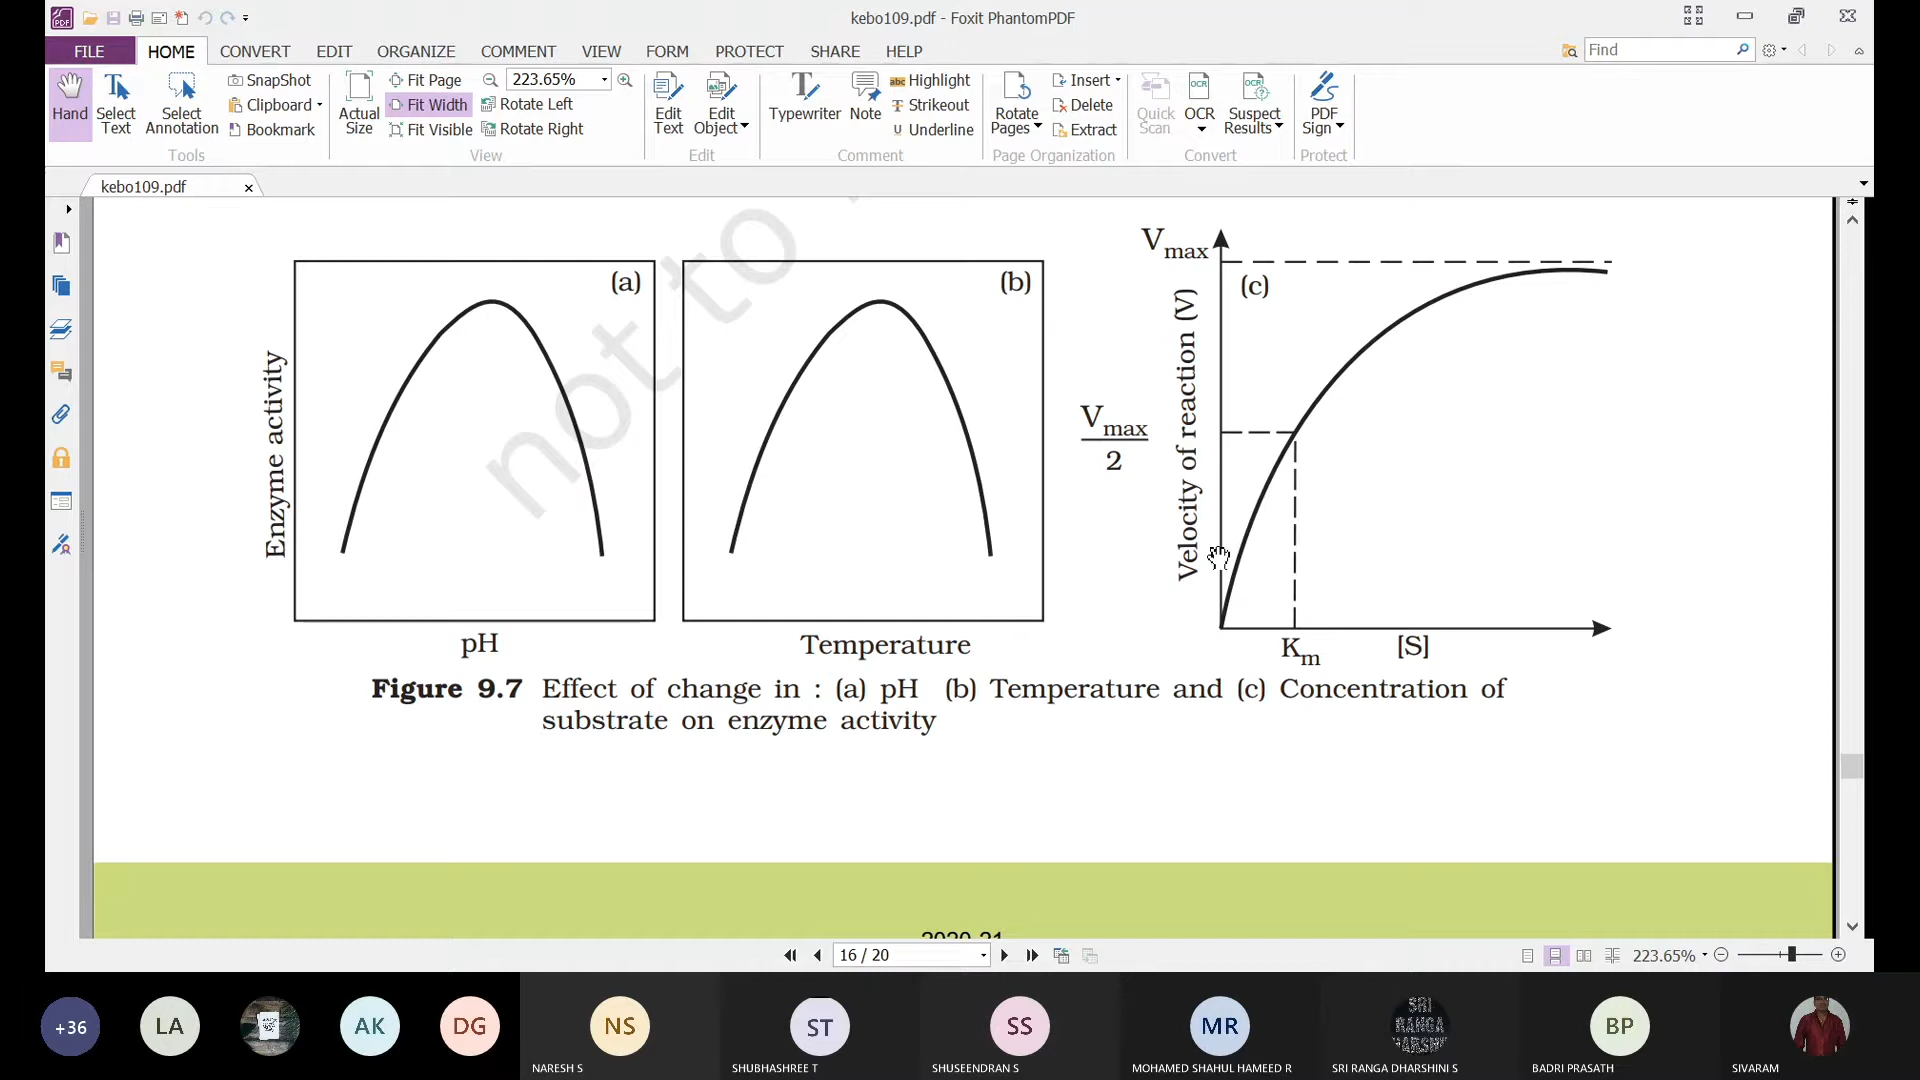 kebo109.pdf - Foxit PhantomPDF
FILE HOME CONVERT EDIT ORGANIZE COMMENT VIEW FORM PROTECT SHARE HELP
Find
Hand
Select Text
Select Annotation
SnapShot
Clipboard
Bookmark
Tools
Actual Size
Fit Page
Fit Width
Fit Visible
223.65%
Rotate Left
Rotate Right
View
Edit Text
Edit Object
Edit
Typewriter
Note
Highlight
Strikeout
Underline
Comment
Rotate Pages
Insert
Delete
Extract
Page Organization
Quick Scan
OCR
Suspect Results
Convert
PDF Sign
Protect
kebo109.pdf
not to
(a)
Enzyme activity
pH
(b)
Temperature
Vmax
(c)
Vmax
2
Velocity of reaction (V)
Km
[S]
Figure 9.7 Effect of change in : (a) pH (b) Temperature and (c) Concentration of
substrate on enzyme activity
2020-21
16 / 20
223.65%
+36
LA
AK
DG
NS
ST
SS
MR
SRI
RANGA
BP
NARESH S
SHUBHASHREE T
SHUSEENDRAN S
MOHAMED SHAHUL HAMEED R
SRI RANGA DHARSHINI S
BADRI PRASATH
SIVARAM